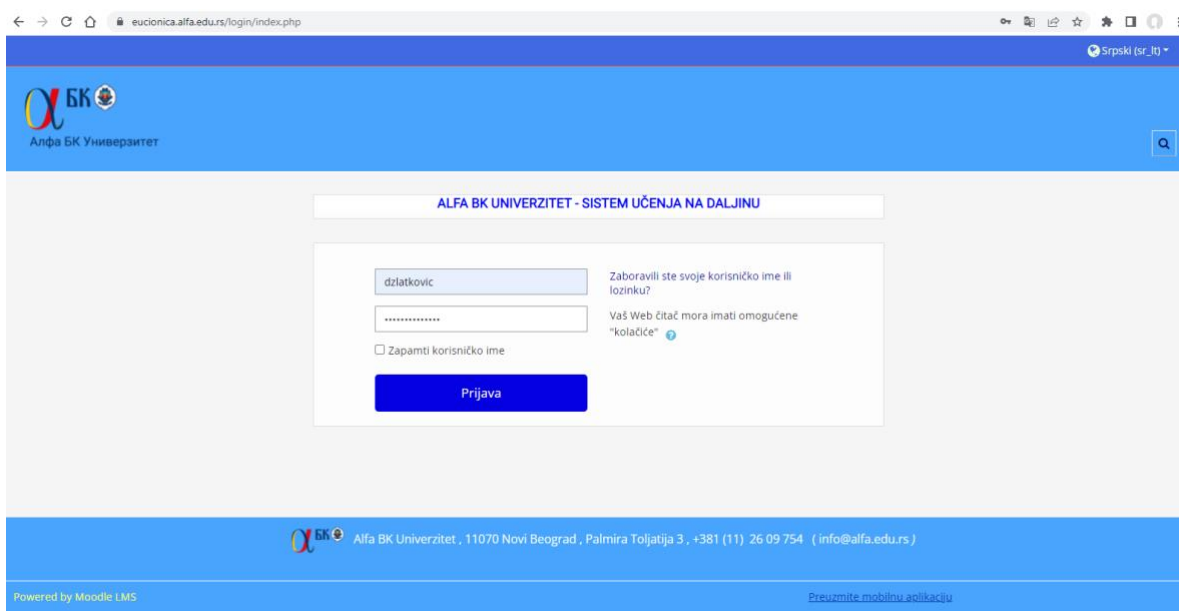 eucionica.alfa.edu.rs/login/index.php
Srpski (sr_lt)
БК
Алфа БК Универзитет
ALFA BK UNIVERZITET - SISTEM UČENJA NA DALJINU
dzlatkovic
••••••••••••••
Zapamti korisničko ime
Prijava
Zaboravili ste svoje korisničko ime ili
lozinku?
Vaš Web čitač mora imati omogućene
"kolačiće"
БК Alfa BK Univerzitet , 11070 Novi Beograd , Palmira Toljatija 3 , +381 (11) 26 09 754 ( info@alfa.edu.rs )
Powered by Moodle LMS
Preuzmite mobilnu aplikaciju